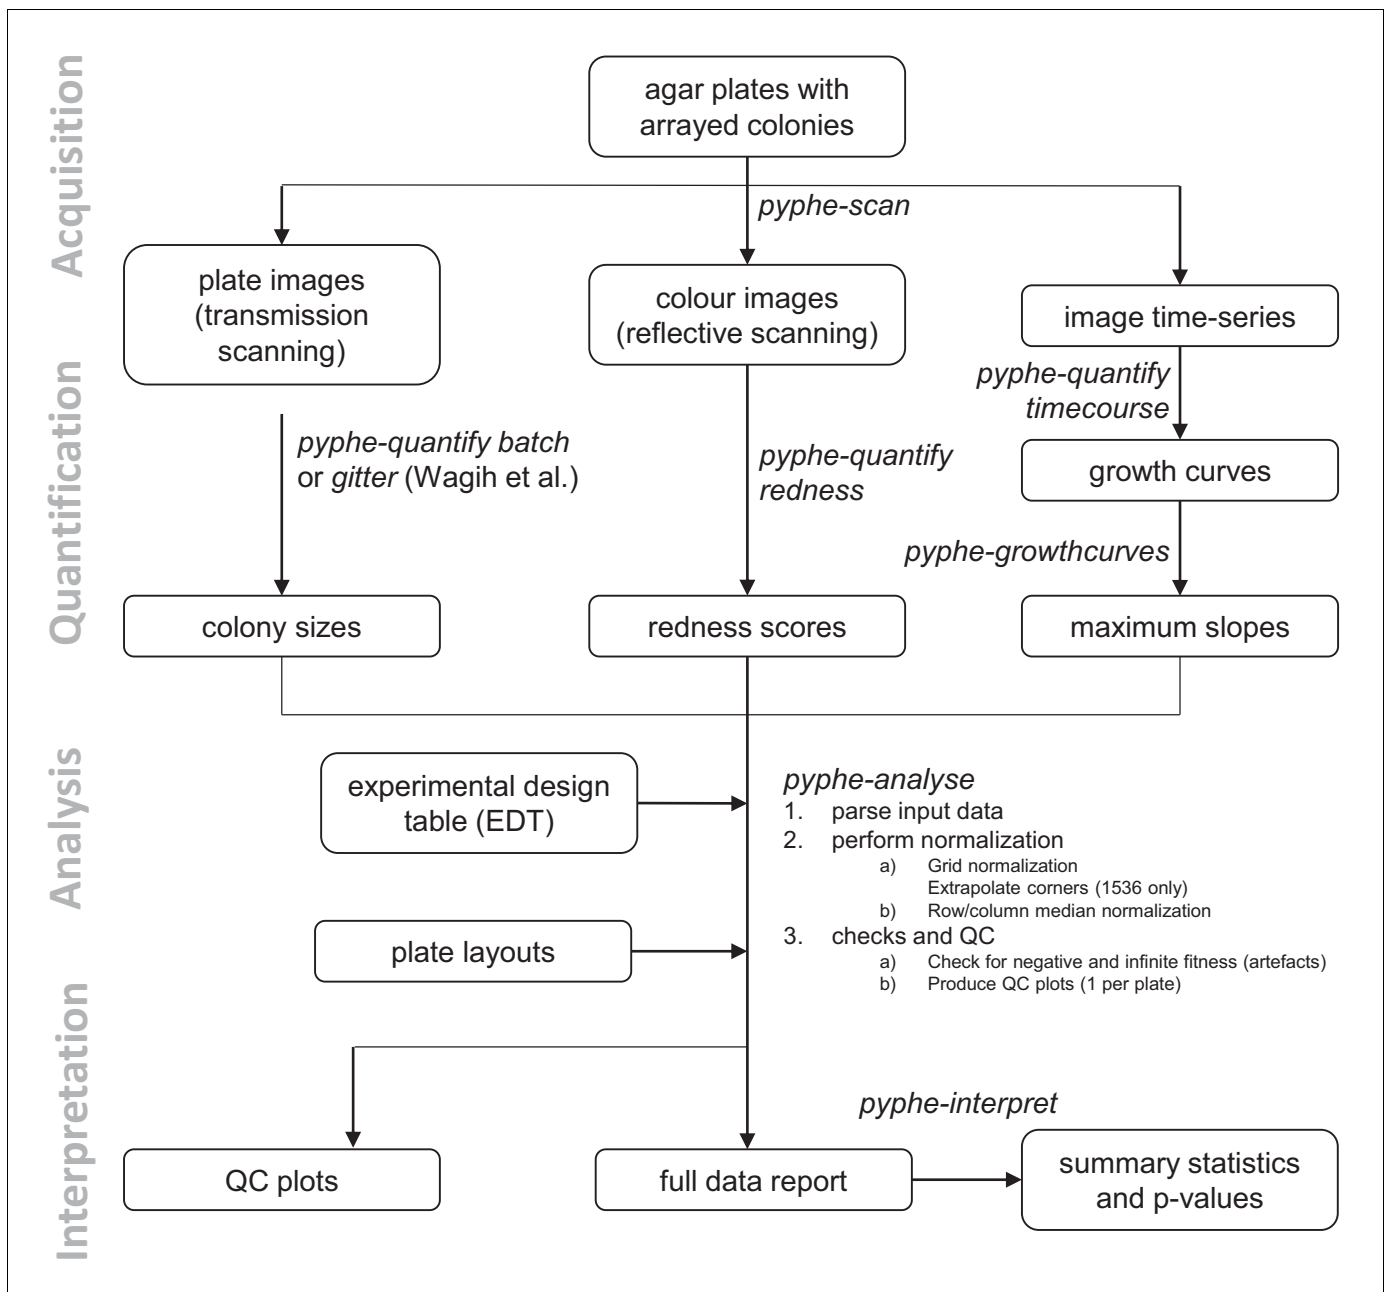 Acquisition
agar plates with
arrayed colonies
pyphe-scan
plate images
(transmission
scanning)
colour images
(reflective scanning)
image time-series
Quantification
pyphe-quantify
timecourse
pyphe-quantify batch
or gitter (Wagih et al.)
pyphe-quantify
redness
growth curves
pyphe-growthcurves
colony sizes
redness scores
maximum slopes
Analysis
experimental design
table (EDT)
plate layouts
pyphe-analyse
1. parse input data
2. perform normalization
a) Grid normalization
Extrapolate corners (1536 only)
b) Row/column median normalization
3. checks and QC
a) Check for negative and infinite fitness (artefacts)
b) Produce QC plots (1 per plate)
Interpretation
pyphe-interpret
QC plots
full data report
summary statistics
and p-values